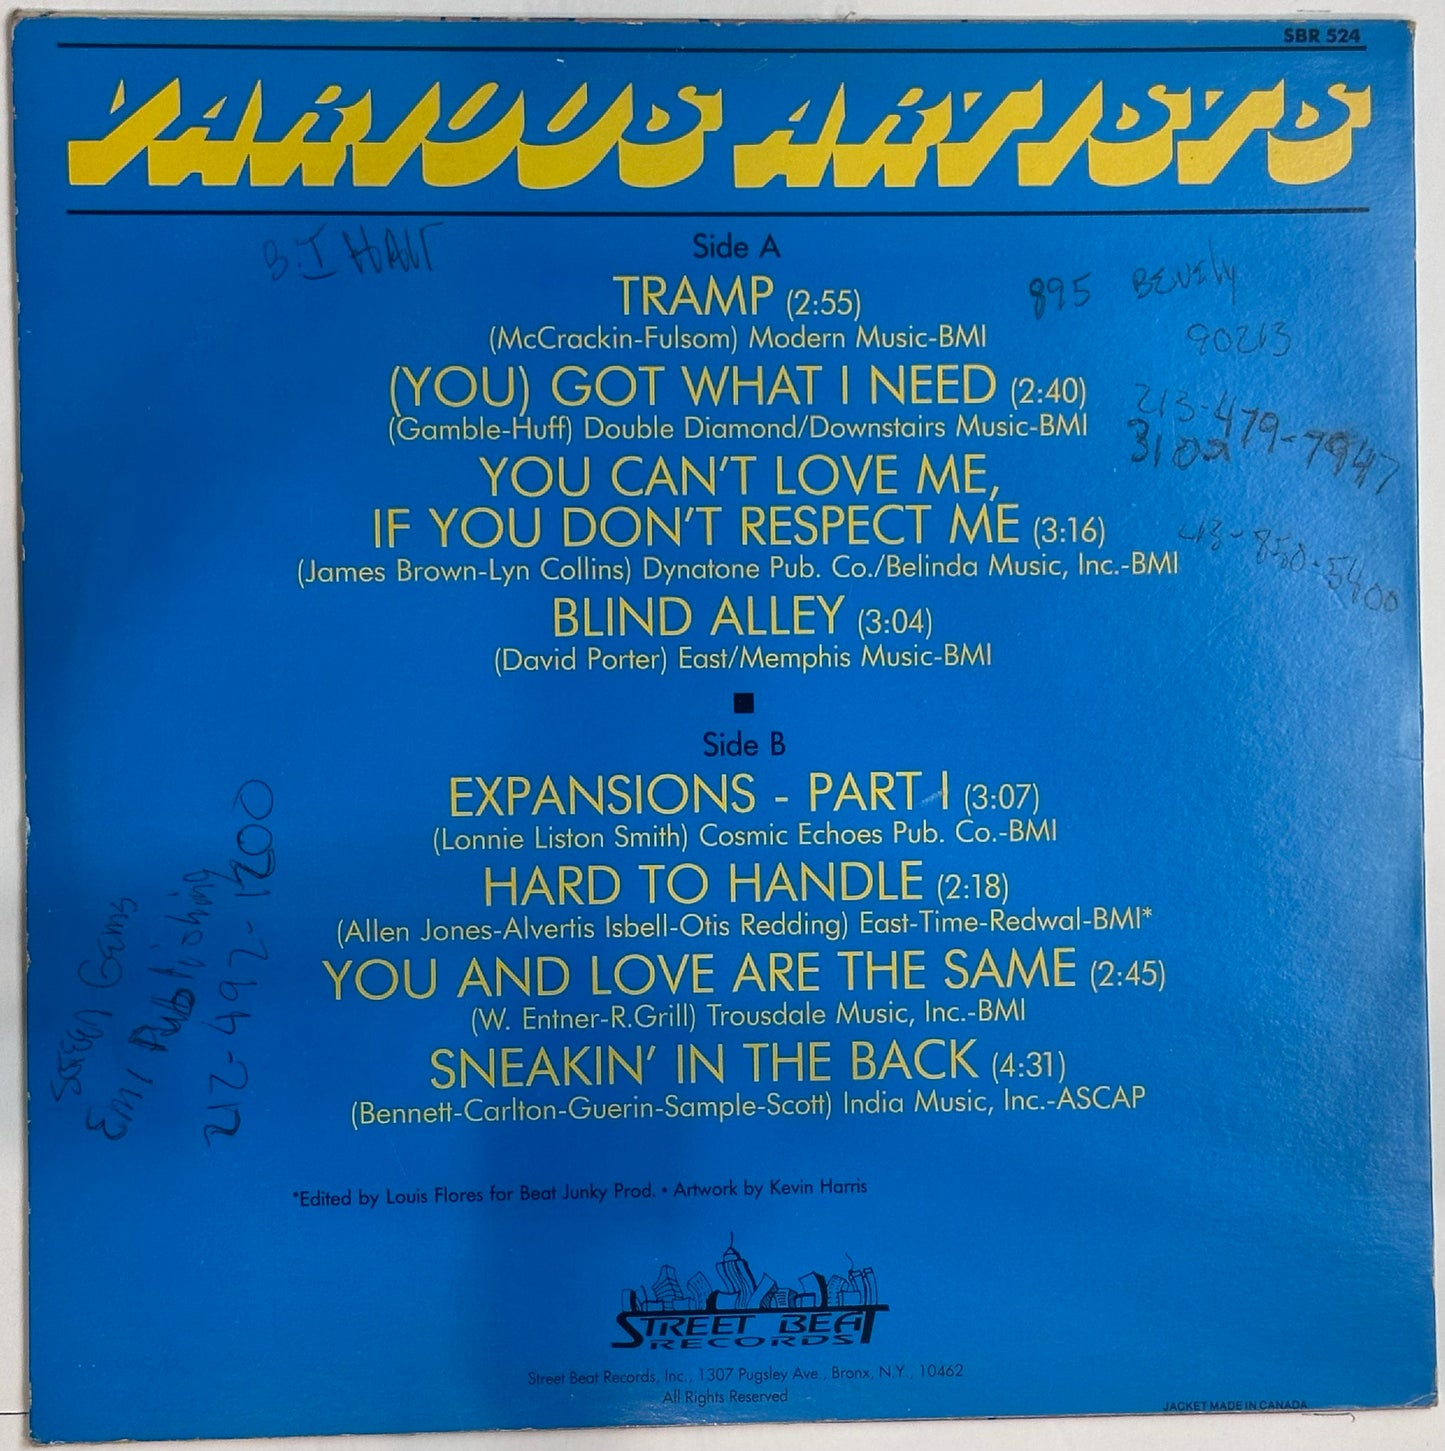 SBR 524
VARIOUS ARTISTS
Side A
TRAMP (2:55)
(McCrackin-Fulsom) Modern Music-BMI
(YOU) GOT WHAT I NEED (2:40)
(Gamble-Huff) Double Diamond/Downstairs Music-BMI
YOU CAN'T LOVE ME,
IF YOU DON'T RESPECT ME (3:16)
(James Brown-Lyn Collins) Dynatone Pub. Co./Belinda Music, Inc.-BMI
BLIND ALLEY (3:04)
(David Porter) East/Memphis Music-BMI
895
90213
213-479-7947
850-5400
Side B
EXPANSIONS - PART I (3:07)
(Lonnie Liston Smith) Cosmic Echoes Pub. Co.-BMI
HARD TO HANDLE (2:18)
(Allen Jones-Alvertis Isbell-Otis Redding) East-Time-Redwal-BMI*
YOU AND LOVE ARE THE SAME (2:45)
(W. Entner-R.Grill) Trousdale Music, Inc.-BMI
SNEAKIN' IN THE BACK (4:31)
(Bennett-Carlton-Guerin-Sample-Scott) India Music, Inc.-ASCAP
Screen Gems
EMI Publishing
212-492-1200
*Edited by Louis Flores for Beat Junky Prod. • Artwork by Kevin Harris
STREET BEAT
RECORDS
Street Beat Records, Inc., 1307 Pugsley Ave., Bronx, N.Y., 10462
All Rights Reserved
JACKET MADE IN CANADA